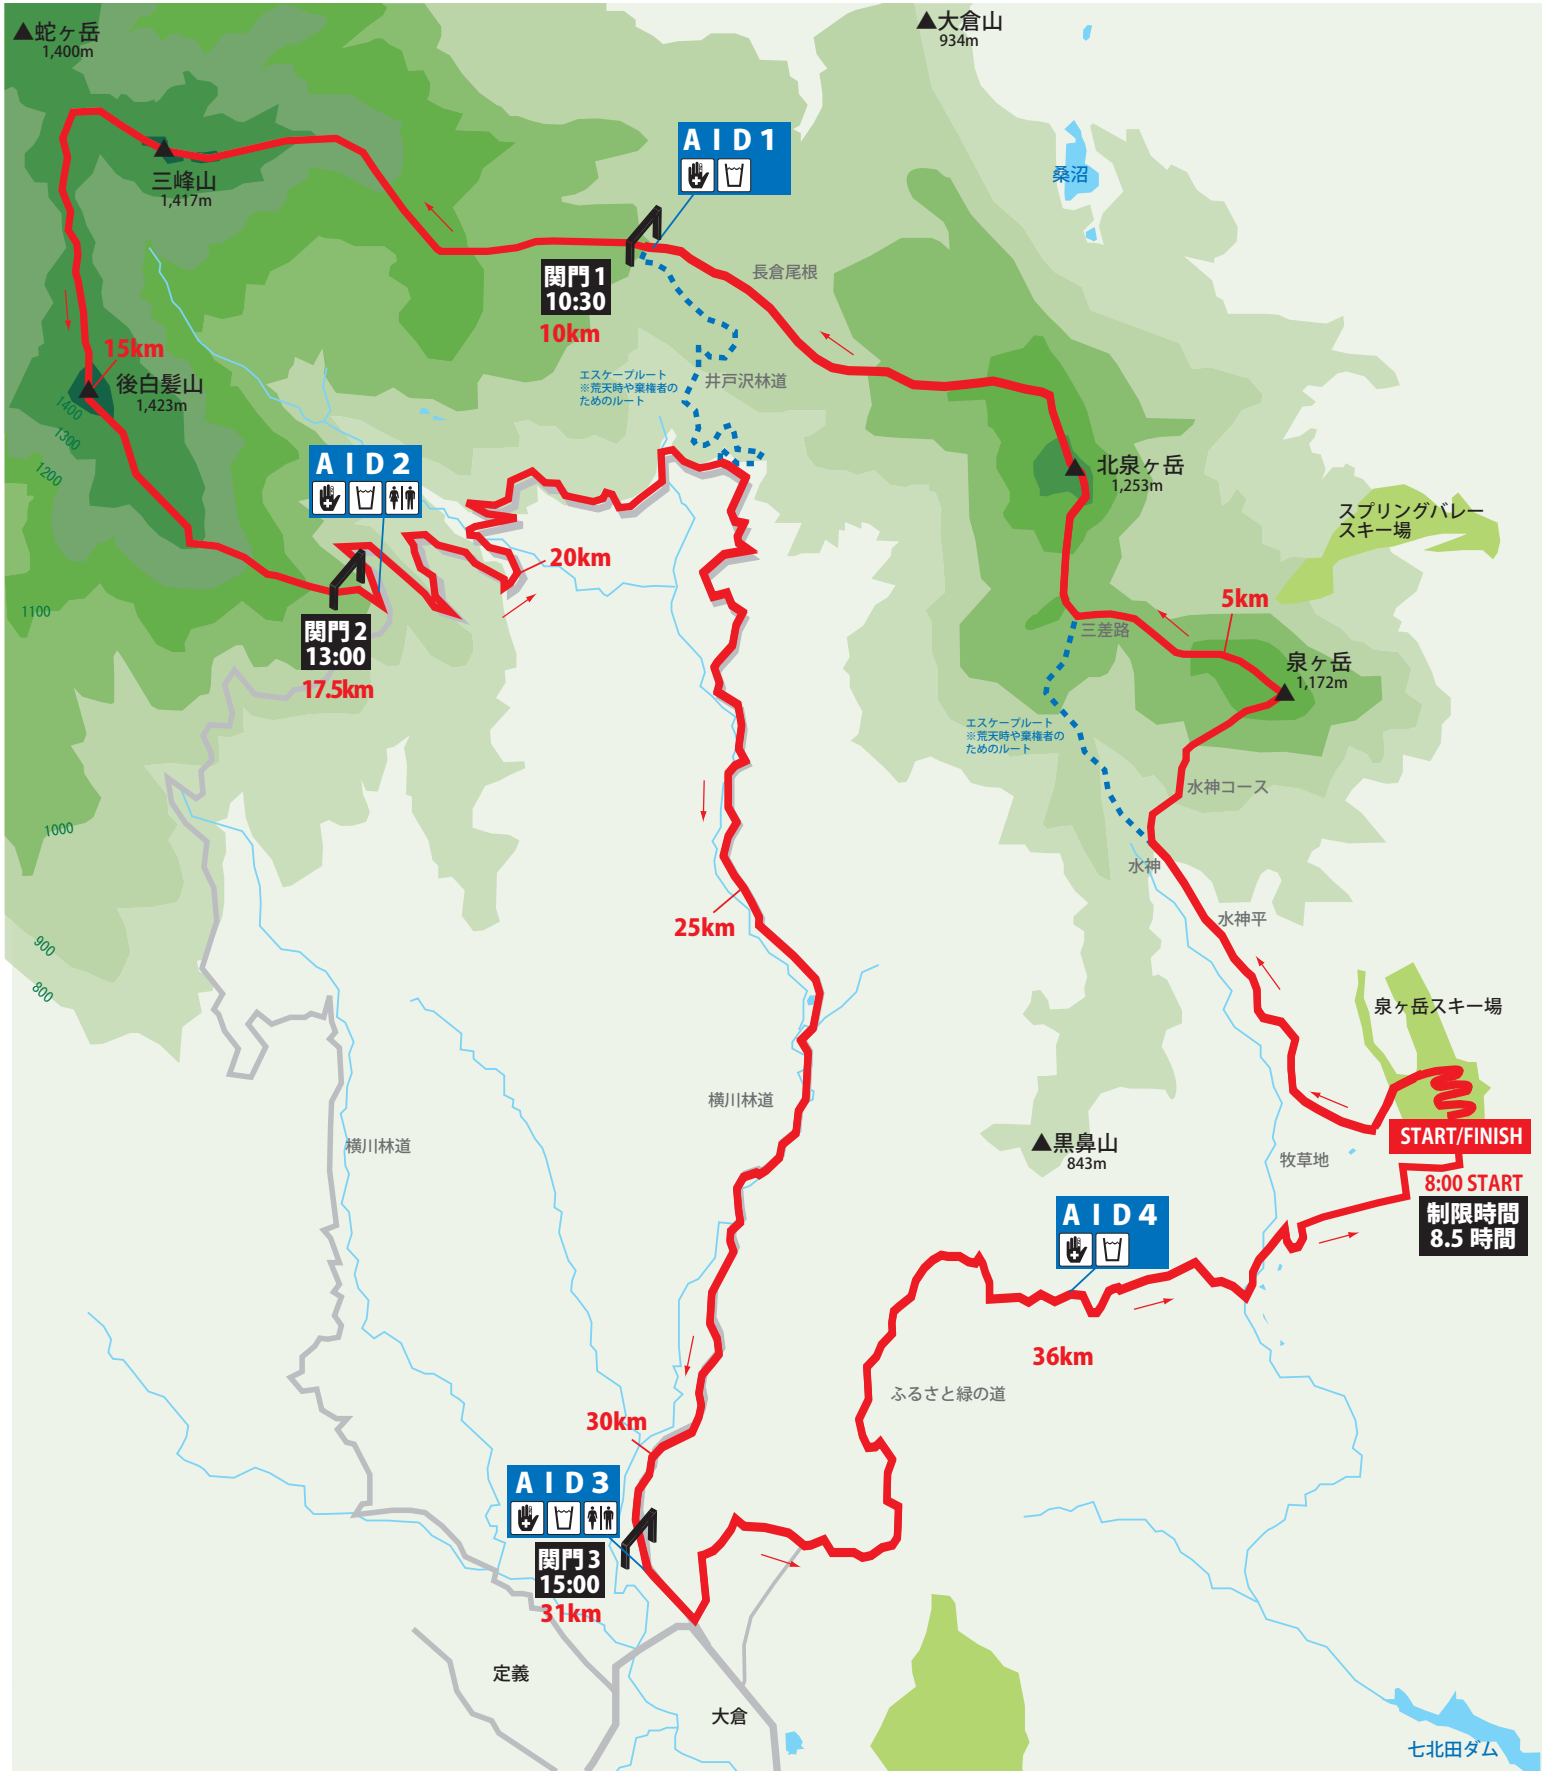 ▲蛇ヶ岳
1,400m
▲大倉山
934m
AID1
桑沼
三峰山
1,417m
長倉尾根
関門1
10:30
10km
15km
後白髪山
1,423m
エスケープルート
※荒天時や棄権者の
ためのルート
井戸沢林道
1400
1300
1200
AID2
北泉ヶ岳
1,253m
スプリングバレー
スキー場
20km
5km
1100
関門2
13:00
17.5km
三差路
泉ヶ岳
1,172m
エスケープルート
※荒天時や棄権者の
ためのルート
水神コース
1000
水神
水神平
25km
900
800
泉ヶ岳スキー場
横川林道
横川林道
▲黒鼻山
843m
牧草地
START/FINISH
8:00 START
制限時間
8.5 時間
AID4
36km
ふるさと緑の道
30km
AID3
関門3
15:00
31km
定義
大倉
七北田ダム